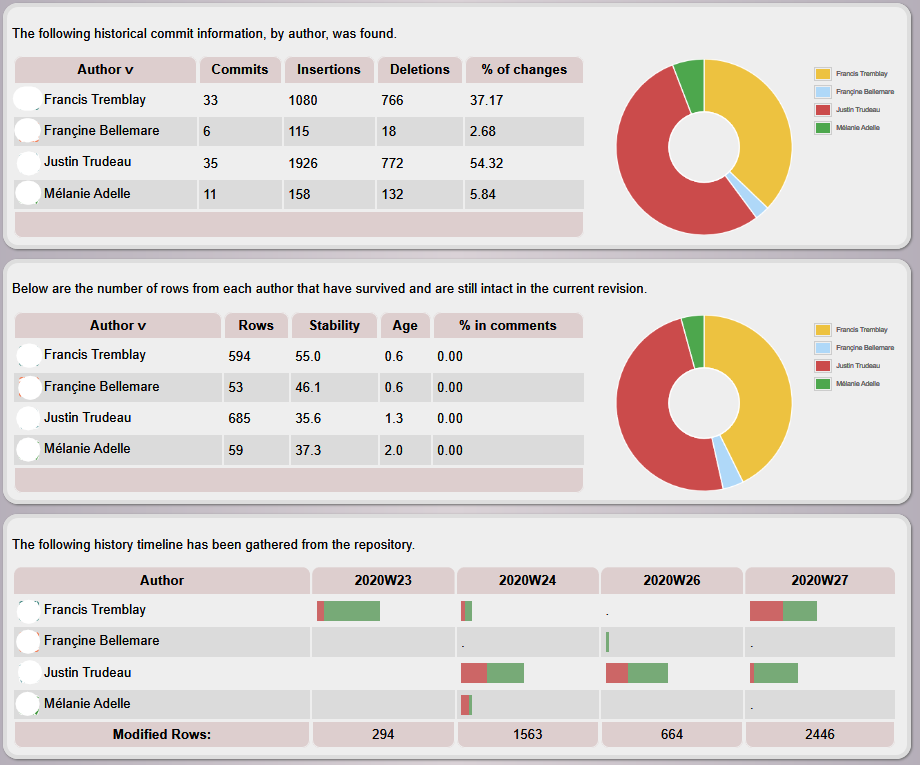 The following historical commit information, by author, was found.
Author v Commits Insertions Deletions % of changes
Francis Tremblay 33 1080 766 37.17
Françine Bellemare 6 115 18 2.68
Justin Trudeau 35 1926 772 54.32
Mélanie Adelle 11 158 132 5.84
Francis Tremblay
Françine Bellemare
Justin Trudeau
Mélanie Adelle
Below are the number of rows from each author that have survived and are still intact in the current revision.
Author v Rows Stability Age % in comments
Francis Tremblay 594 55.0 0.6 0.00
Françine Bellemare 53 46.1 0.6 0.00
Justin Trudeau 685 35.6 1.3 0.00
Mélanie Adelle 59 37.3 2.0 0.00
Francis Tremblay
Françine Bellemare
Justin Trudeau
Mélanie Adelle
The following history timeline has been gathered from the repository.
Author 2020W23 2020W24 2020W26 2020W27
Francis Tremblay .
Françine Bellemare . .
Justin Trudeau
Mélanie Adelle .
Modified Rows: 294 1563 664 2446